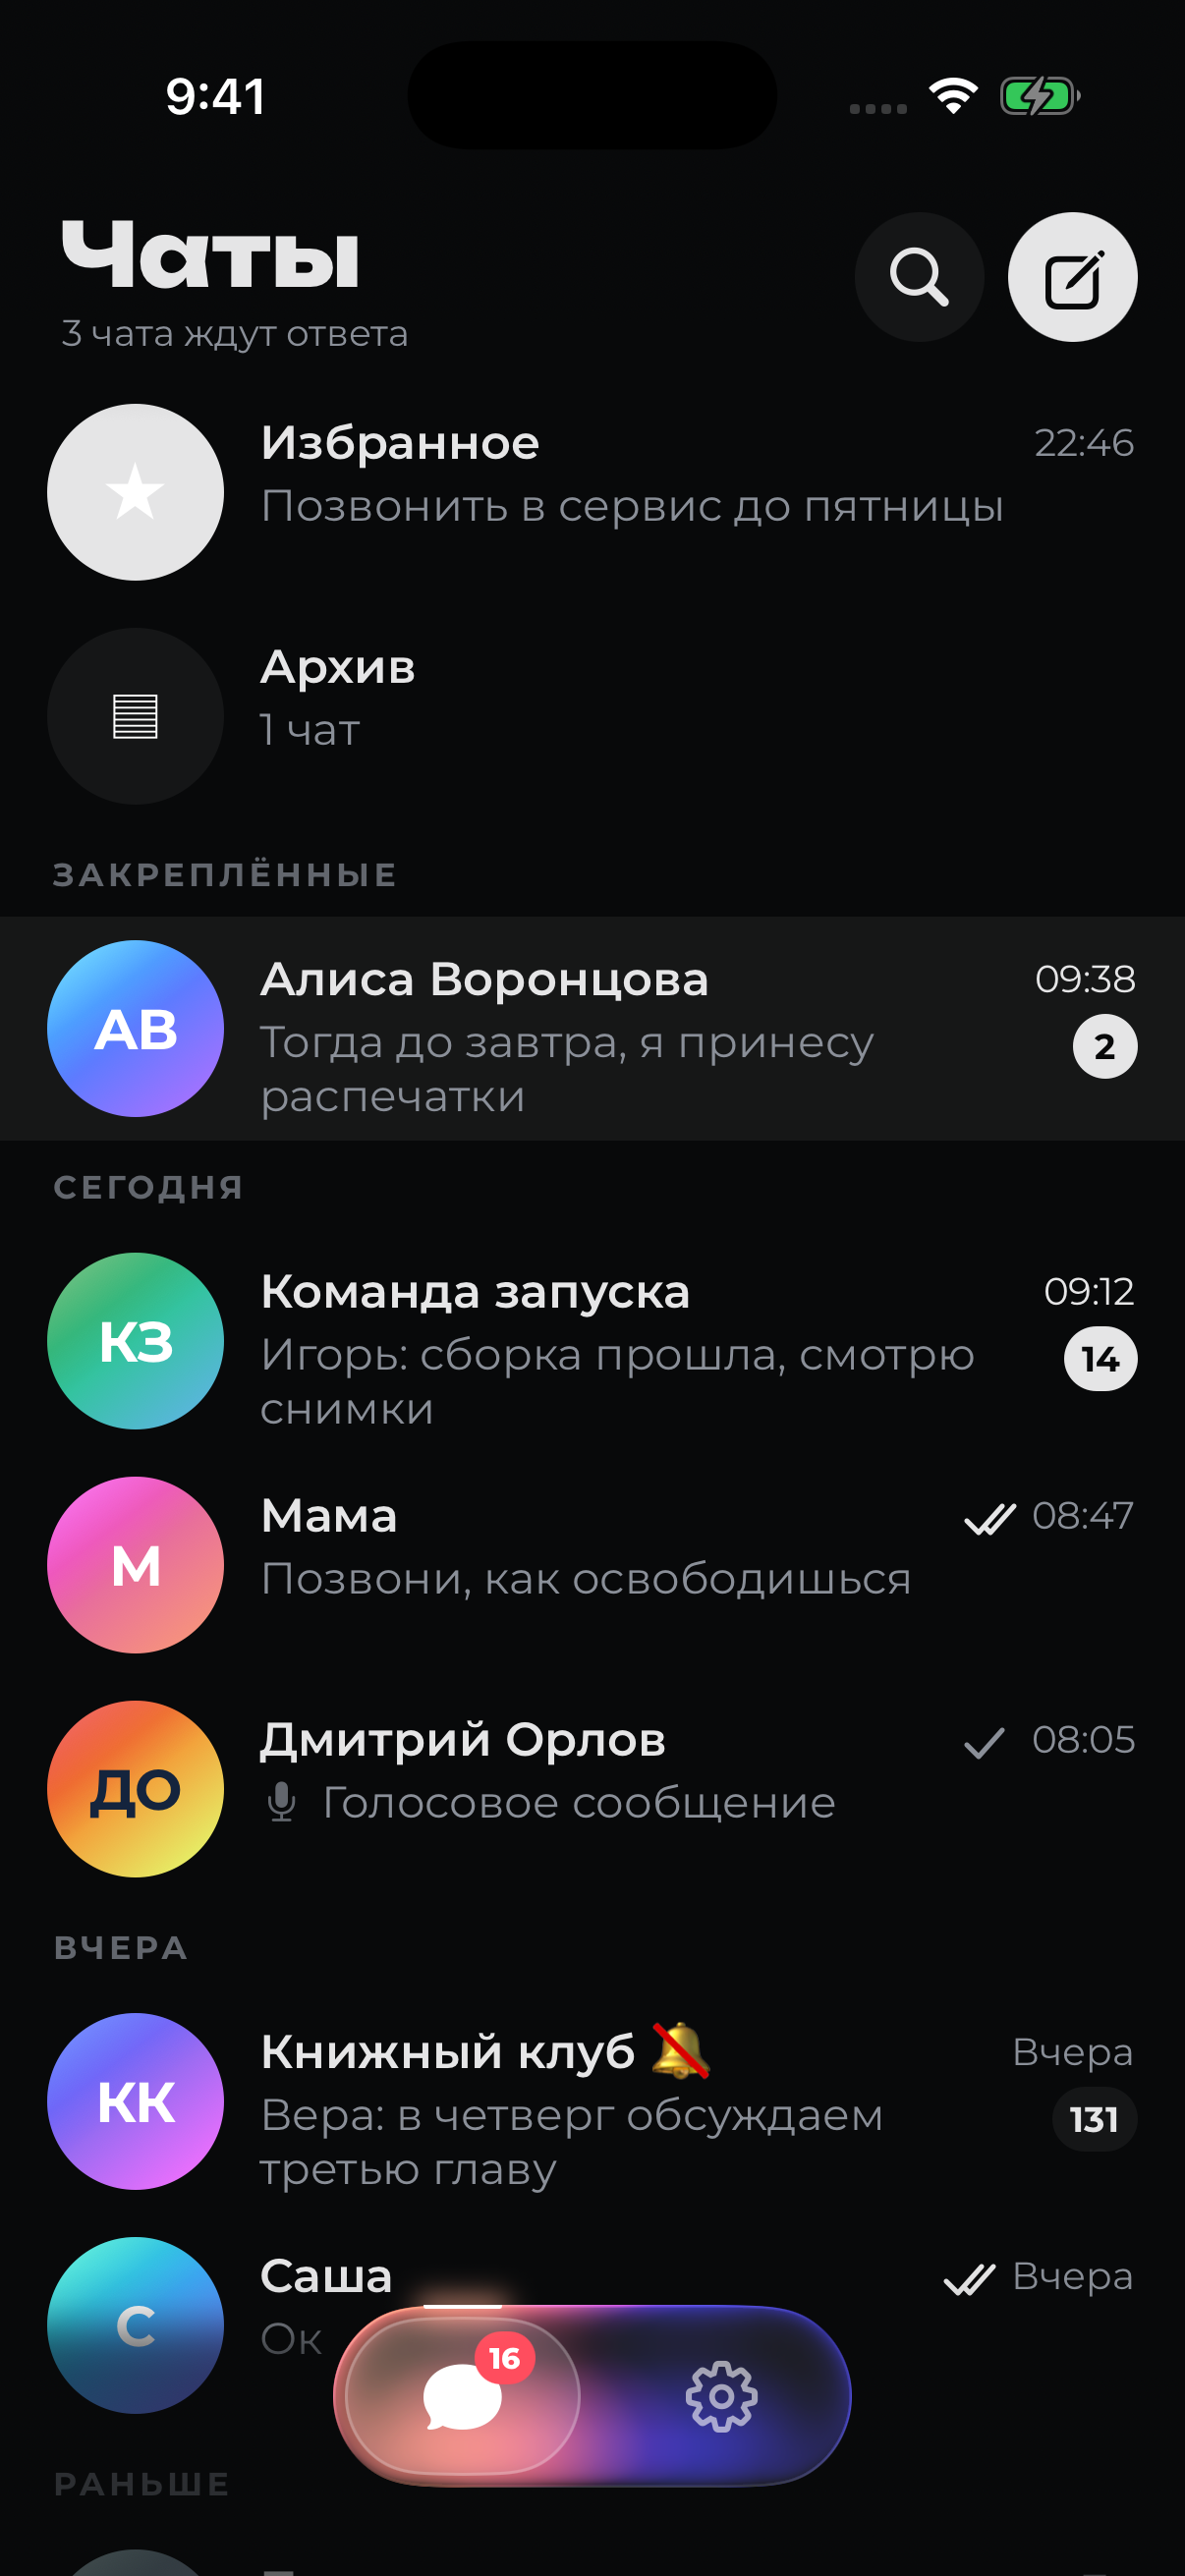 9:41
Чаты
3 чата ждут ответа
Избранное 22:46
Позвонить в сервис до пятницы
Архив
1 чат
ЗАКРЕПЛЁННЫЕ
АВ Алиса Воронцова 09:38
Тогда до завтра, я принесу 2
распечатки
СЕГОДНЯ
КЗ Команда запуска 09:12
Игорь: сборка прошла, смотрю 14
снимки
М Мама 08:47
Позвони, как освободишься
ДО Дмитрий Орлов 08:05
Голосовое сообщение
ВЧЕРА
КК Книжный клуб Вчера
Вера: в четверг обсуждаем 131
третью главу
С Саша Вчера
Ок
16
РАНЬШЕ